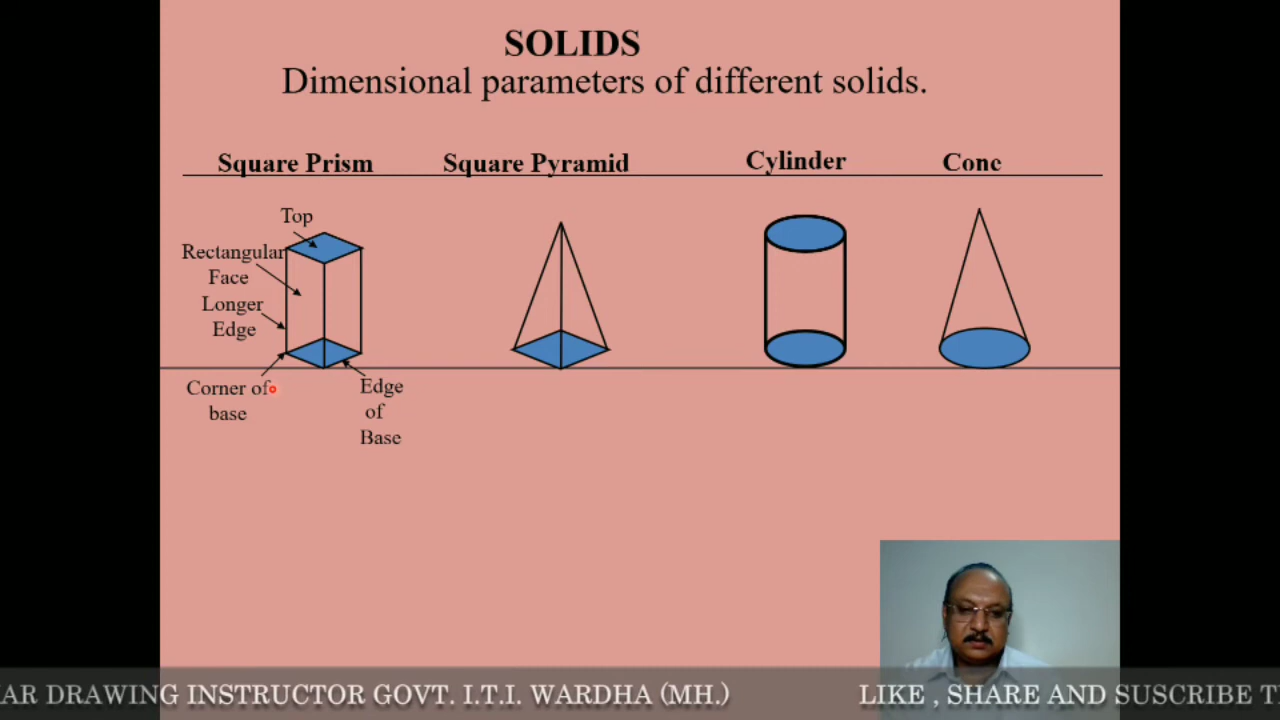 SOLIDS
Dimensional parameters of different solids.
Square Prism
Square Pyramid
Cylinder
Cone
Top
Rectangular
Face
Longer
Edge
Corner of
base
Edge
of
Base
DRAWING INSTRUCTOR GOVT. I.T.I. WARDHA (MH.)
LIKE , SHARE AND SUSCRIBE